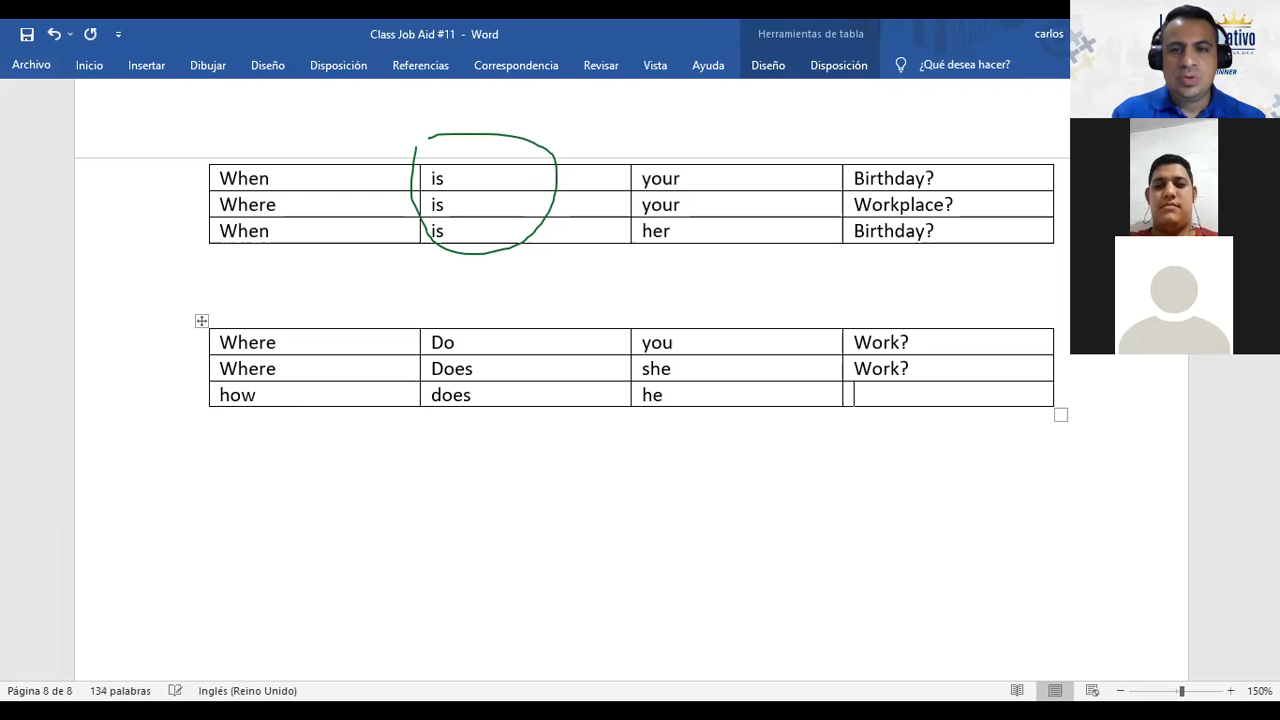 Class Job Aid #11 - Word
Herramientas de tabla
carlos
Archivo Inicio Insertar Dibujar Diseño Disposición Referencias Correspondencia Revisar Vista Ayuda Diseño Disposición ¿Qué desea hacer?
When is your Birthday?
Where is your Workplace?
When is her Birthday?
Where Do you Work?
Where Does she Work?
how does he
Página 8 de 8 134 palabras Inglés (Reino Unido) 150%